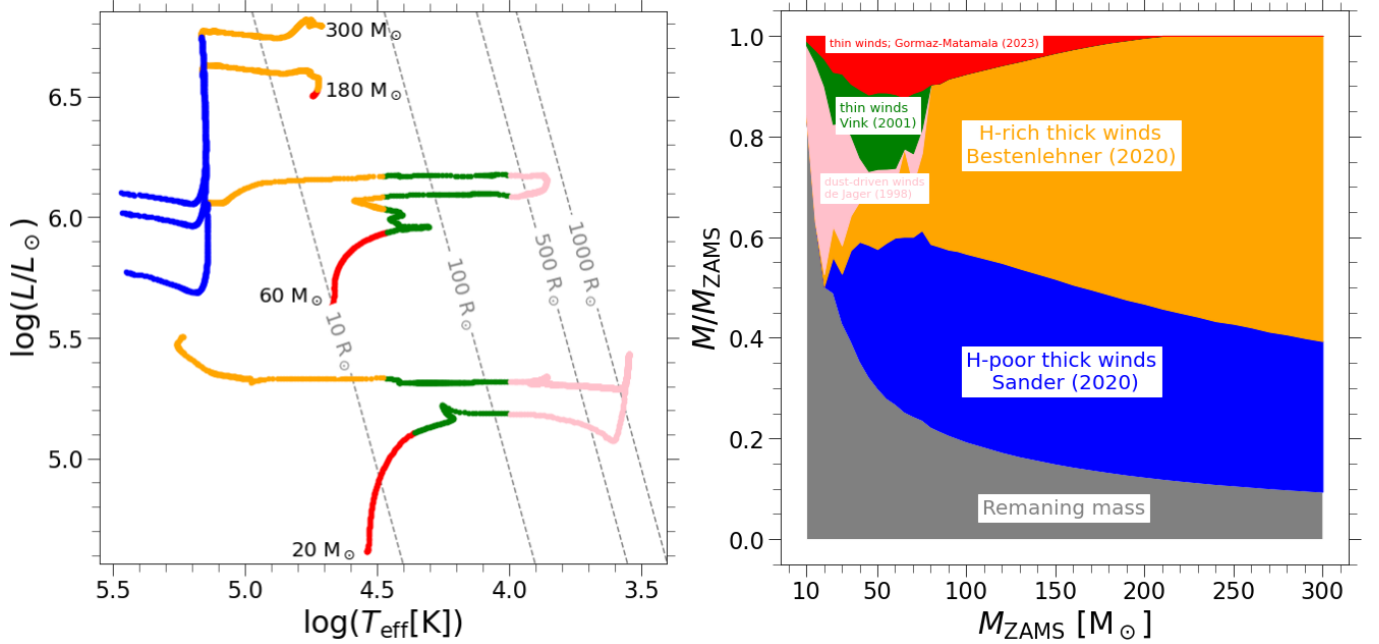 300 M⊙
180 M⊙
60 M⊙
20 M⊙
10 R⊙
100 R⊙
500 R⊙
1000 R⊙
6.5
6.0
5.5
5.0
log(L/L⊙)
5.5 5.0 4.5 4.0 3.5
log(Teff[K])
thin winds; Gormaz-Matamala (2023)
thin winds
Vink (2001)
dust-driven winds
de Jager (1998)
H-rich thick winds
Bestenlehner (2020)
H-poor thick winds
Sander (2020)
Remaning mass
1.0
0.8
0.6
0.4
0.2
0.0
M/MZAMS
10 50 100 150 200 250 300
MZAMS [M⊙]